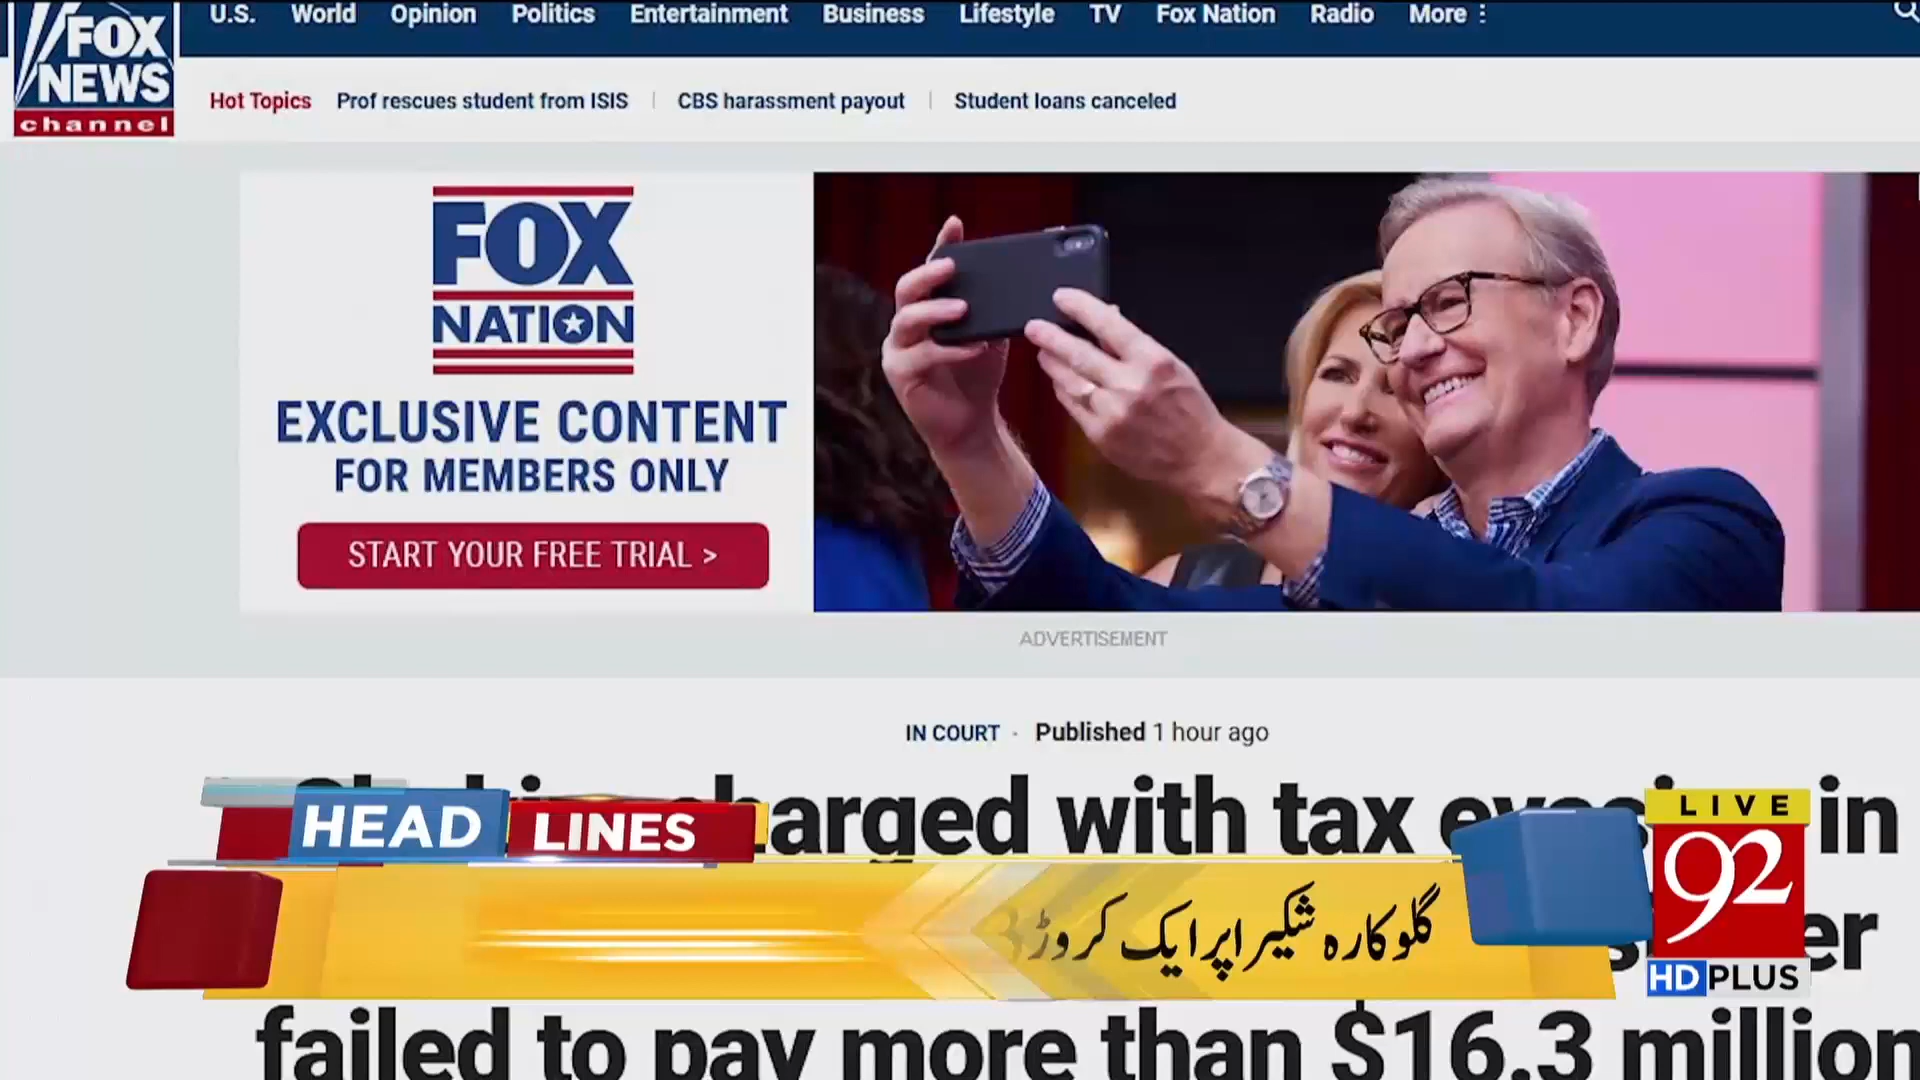 U.S. World Opinion Politics Entertainment Business Lifestyle TV Fox Nation Radio More
FOX
NEWS
channel
Hot Topics Prof rescues student from ISIS CBS harassment payout Student loans canceled
FOX
NATION
EXCLUSIVE CONTENT
FOR MEMBERS ONLY
START YOUR FREE TRIAL >
ADVERTISEMENT
IN COURT - Published 1 hour ago
charged with tax in
HEAD LINES
LIVE
92
HD PLUS
گلوکارہ شکیرا پر ایک کروڑ
failed to pay more than $16.3 million